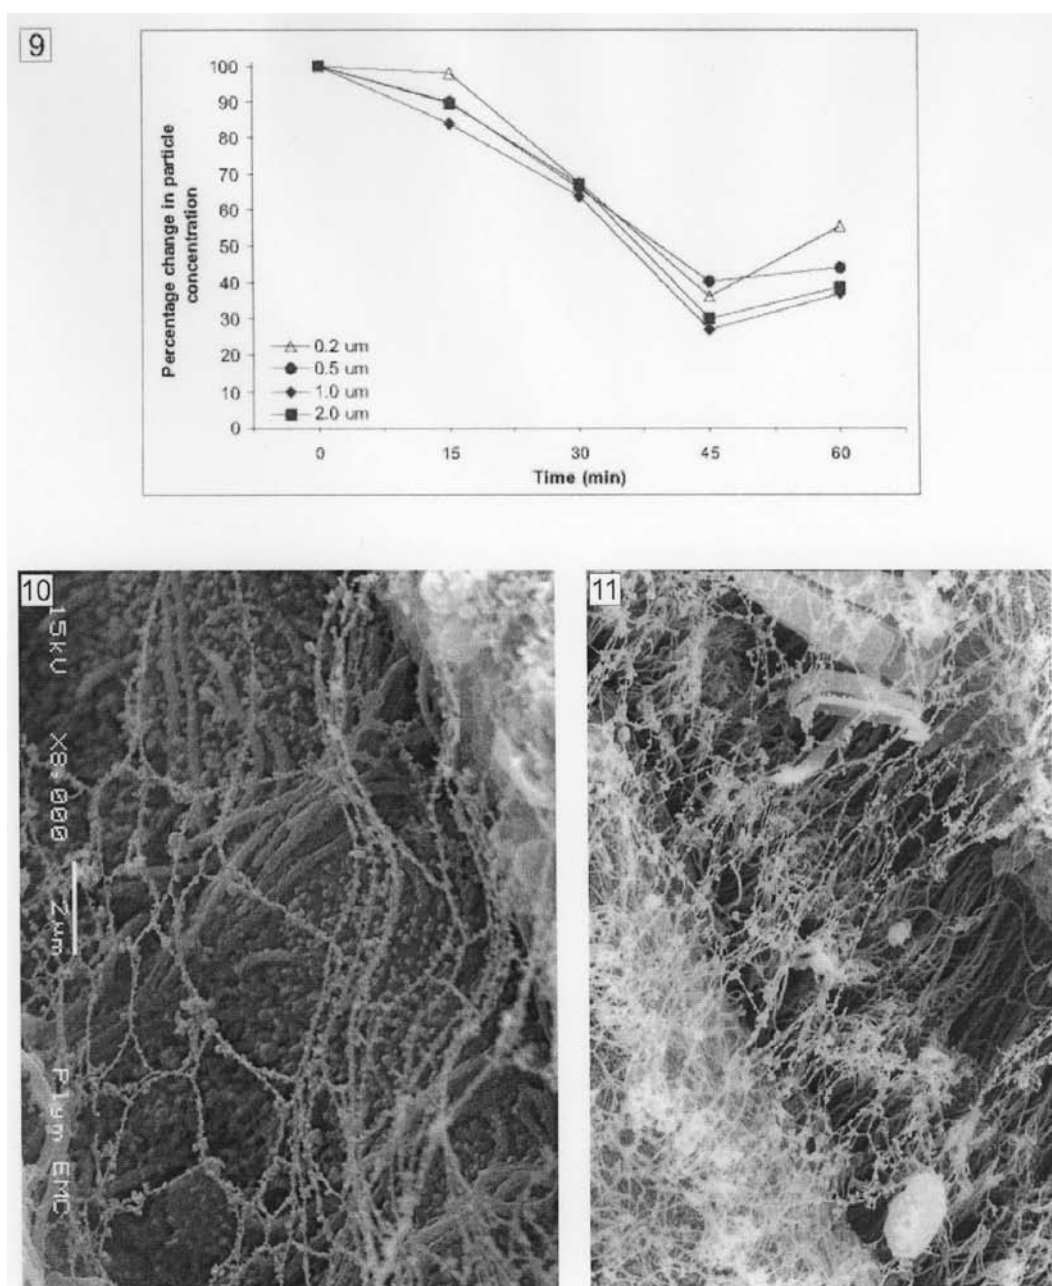 9
100
90
80
70
60
50
40
30
20
10
0
Percentage change in particle
concentration
0.2 um
0.5 um
1.0 um
2.0 um
0 15 30 45 60
Time (min)
10
11
15kU X8,000 2µm Plym EMC